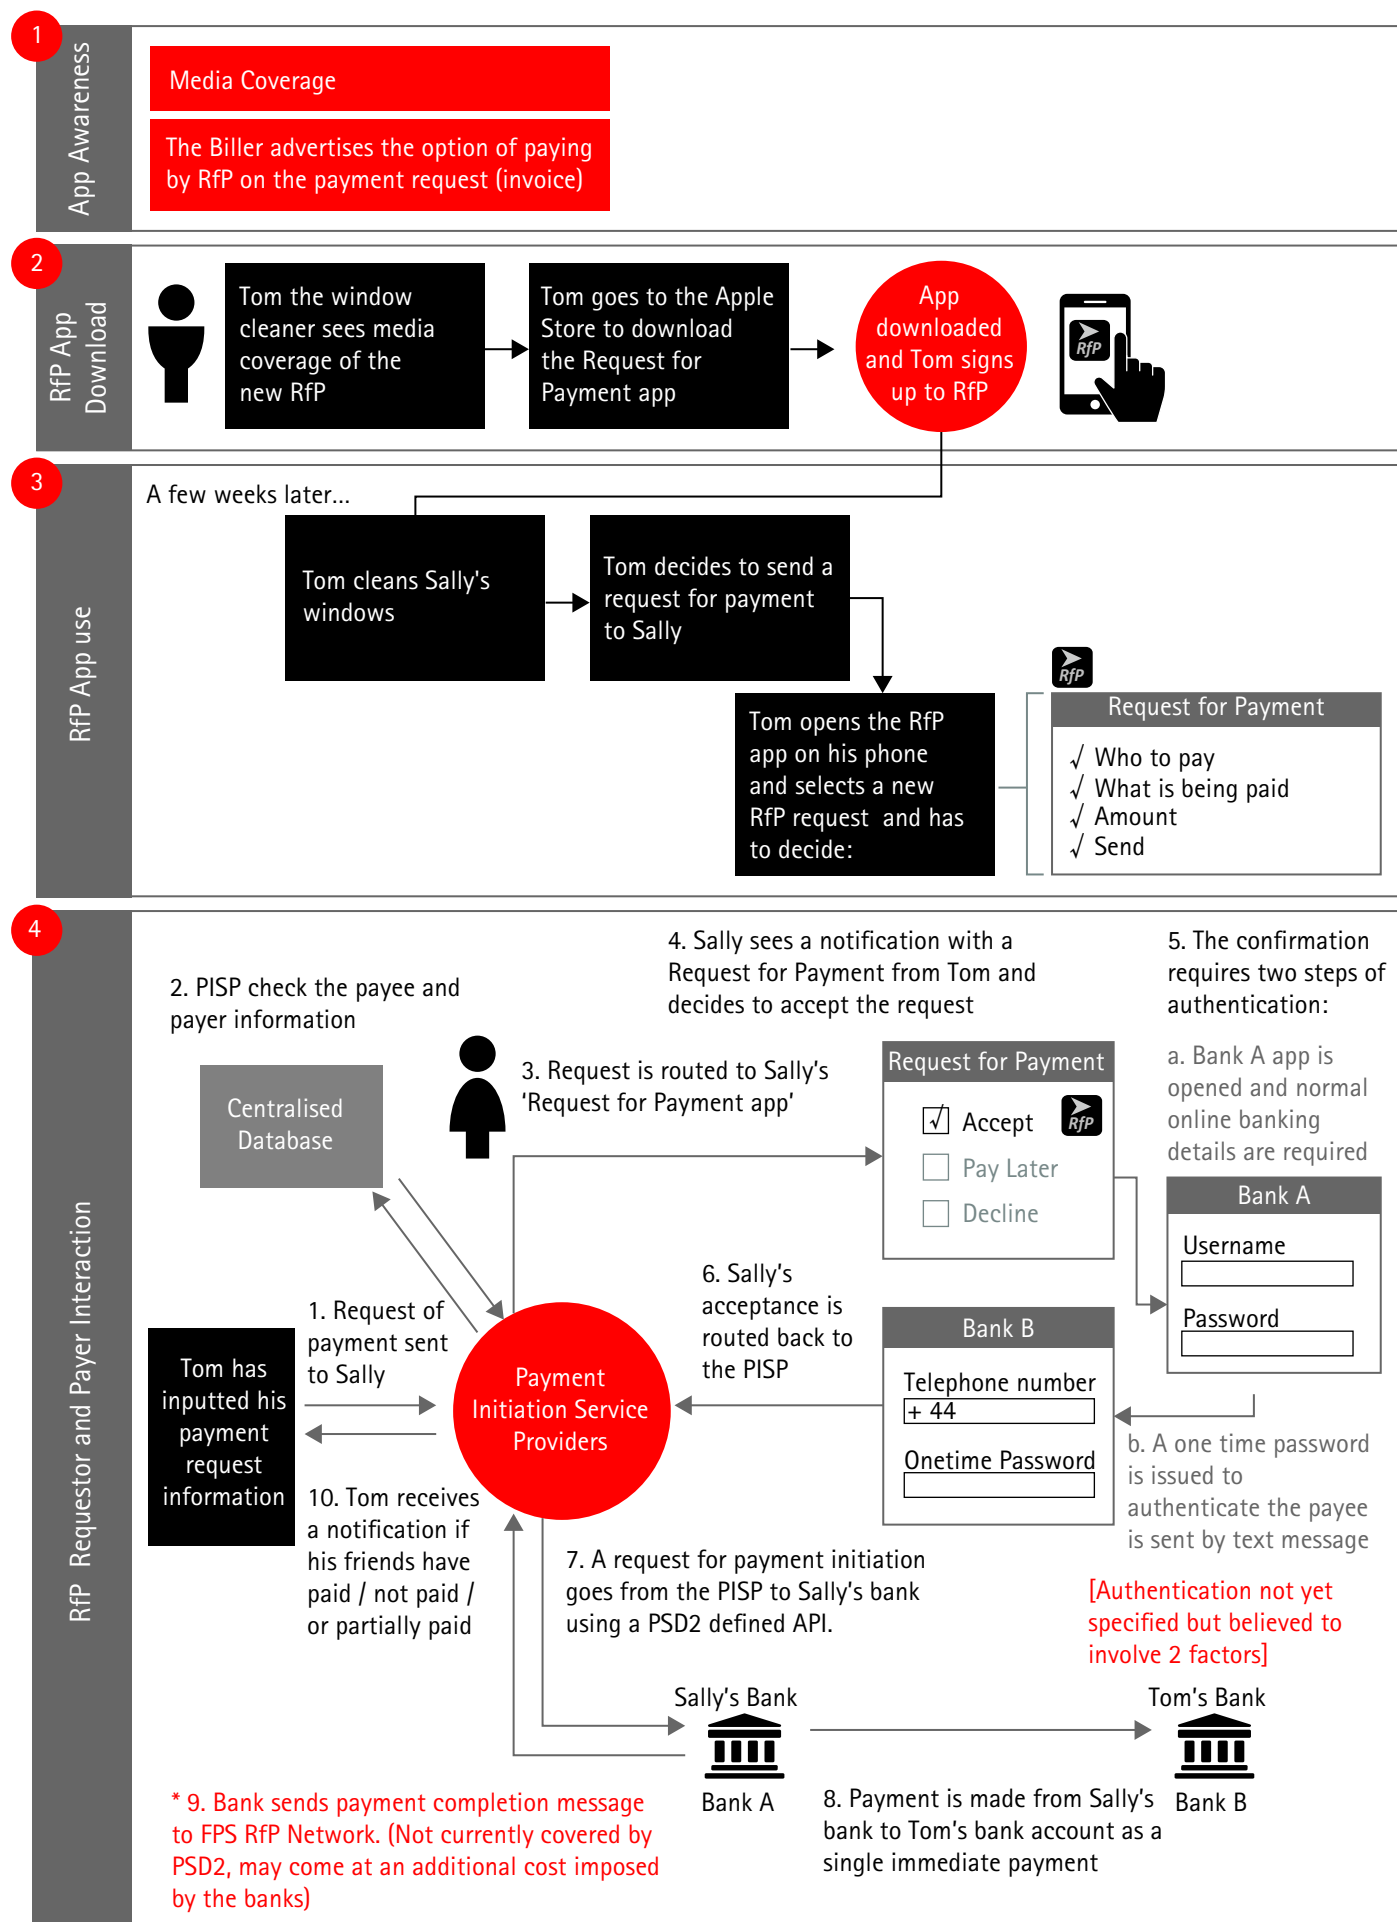 1
App Awareness
Media Coverage
The Biller advertises the option of paying
by RfP on the payment request (invoice)
2
RfP App
Download
Tom the window
cleaner sees media
coverage of the
new RfP
Tom goes to the Apple
Store to download
the Request for
Payment app
App
downloaded
and Tom signs
up to RfP
RfP
3
RfP App use
A few weeks later...
Tom cleans Sally's
windows
Tom decides to send a
request for payment
to Sally
Tom opens the RfP
app on his phone
and selects a new
RfP request and has
to decide:
RfP
Request for Payment
√ Who to pay
√ What is being paid
√ Amount
√ Send
4
RfP Requestor and Payer Interaction
2. PISP check the payee and
payer information
Centralised
Database
3. Request is routed to Sally’s
‘Request for Payment app’
4. Sally sees a notification with a
Request for Payment from Tom and
decides to accept the request
Request for Payment
√ Accept
RfP
Pay Later
Decline
5. The confirmation
requires two steps of
authentication:
a. Bank A app is
opened and normal
online banking
details are required
Bank A
Username
Password
1. Request of
payment sent
to Sally
Tom has
inputted his
payment
request
information
Payment
Initiation Service
Providers
6. Sally’s
acceptance is
routed back to
the PISP
Bank B
Telephone number
+ 44
Onetime Password
b. A one time password
is issued to
authenticate the payee
is sent by text message
[Authentication not yet
specified but believed to
involve 2 factors]
10. Tom receives
a notification if
his friends have
paid / not paid /
or partially paid
7. A request for payment initiation
goes from the PISP to Sally’s bank
using a PSD2 defined API.
Sally’s Bank
Bank A
Tom’s Bank
Bank B
8. Payment is made from Sally’s
bank to Tom’s bank account as a
single immediate payment
* 9. Bank sends payment completion message
to FPS RfP Network. (Not currently covered by
PSD2, may come at an additional cost imposed
by the banks)